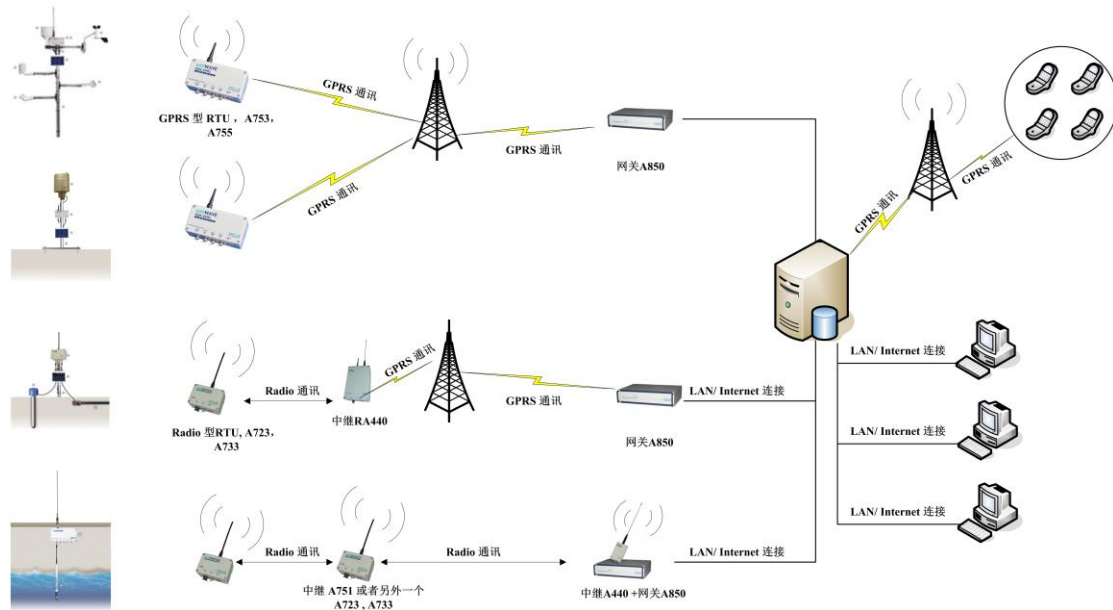 GPRS 通讯
GPRS 型 RTU ，A753，
A755
GPRS 通讯
网关A850
GPRS 通讯
GPRS 通讯
GPRS 通讯
LAN/ Internet 连接
Radio 通讯
GPRS 通讯
中继RA440
GPRS 通讯
LAN/ Internet 连接
网关A850
Radio 型RTU, A723，
A733
LAN/ Internet 连接
LAN/ Internet 连接
Radio 通讯
Radio 通讯
LAN/ Internet 连接
中继 A751 或者另外一个
A723 , A733
中继A440 +网关A850